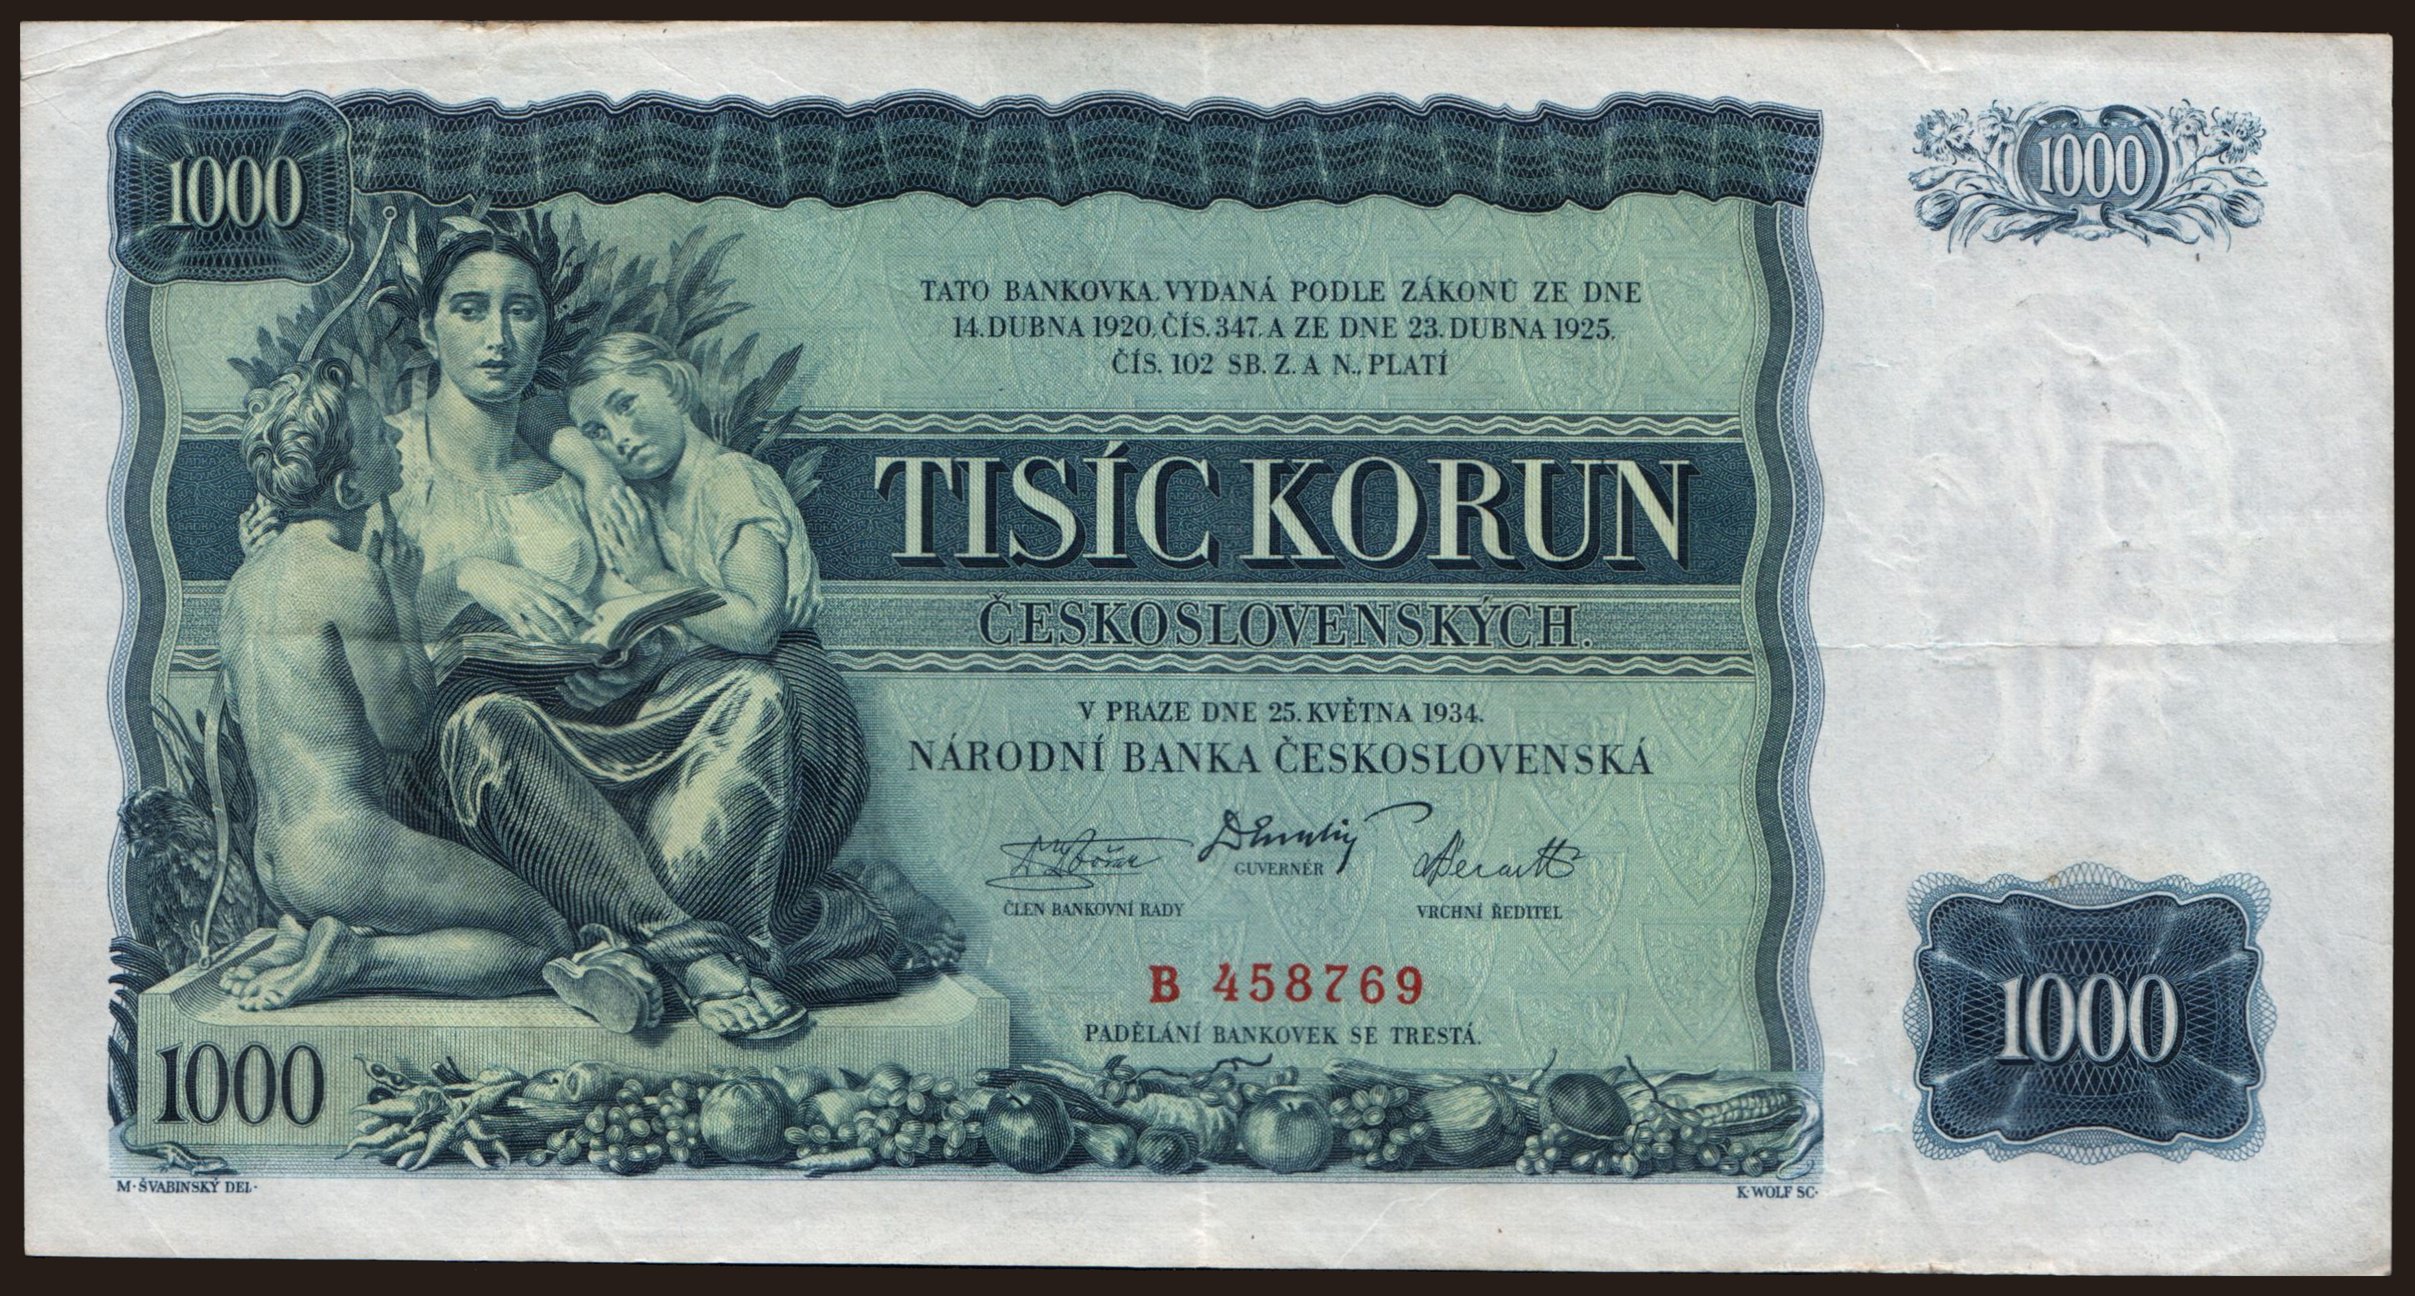 1000
1000
TATO BANKOVKA, VYDANÁ PODLE ZÁKONŮ ZE DNE
14. DUBNA 1920, ČÍS. 347, A ZE DNE 23. DUBNA 1925,
ČÍS. 102 SB. Z. A N., PLATÍ
TISÍC KORUN
ČESKOSLOVENSKÝCH.
V PRAZE DNE 25. KVĚTNA 1934.
NÁRODNÍ BANKA ČESKOSLOVENSKÁ
GUVERNÉR
ČLEN BANKOVNÍ RADY
VRCHNÍ ŘEDITEL
B 458769
PADĚLÁNÍ BANKOVEK SE TRESTÁ.
1000
1000
M. ŠVABINSKÝ DEL.
K. WOLF SC.